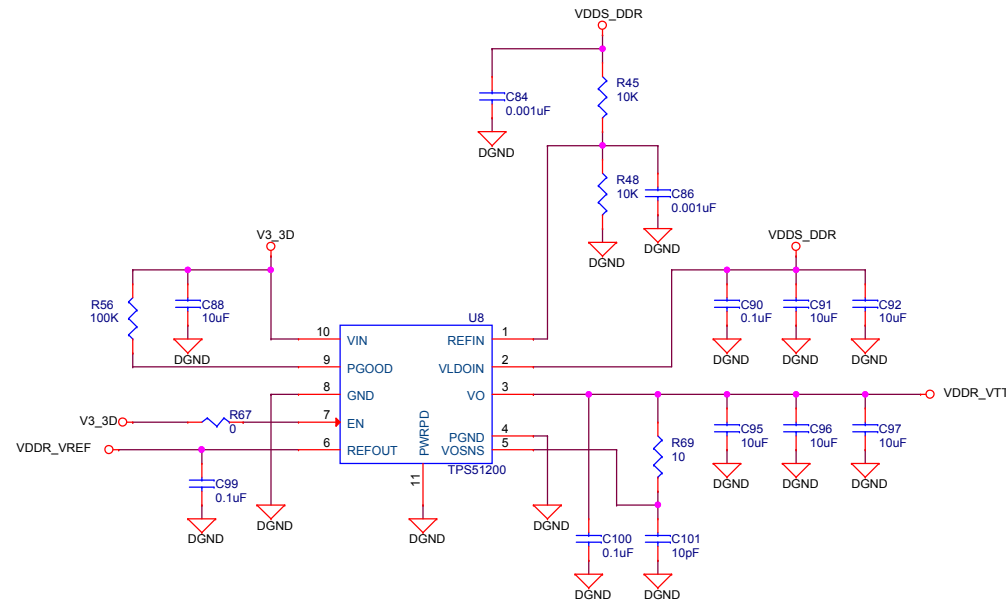 VDDS_DDR
R45
10K
C84
0.001uF
DGND
R48
10K
C86
0.001uF
DGND
DGND
V3_3D
VDDS_DDR
R56
100K
C88
10uF
DGND
C90
0.1uF
C91
10uF
C92
10uF
DGND
DGND
DGND
U8
10
VIN
REFIN
1
9
PGOOD
VLDOIN
2
8
GND
VO
3
VDDR_VTT
V3_3D
R67
0
7
EN
PGND
4
VDDR_VREF
6
REFOUT
VOSNS
5
PWRPD
11
TPS51200
C99
0.1uF
DGND
DGND
DGND
DGND
R69
10
C95
10uF
C96
10uF
C97
10uF
DGND
DGND
DGND
C100
0.1uF
C101
10pF
DGND
DGND